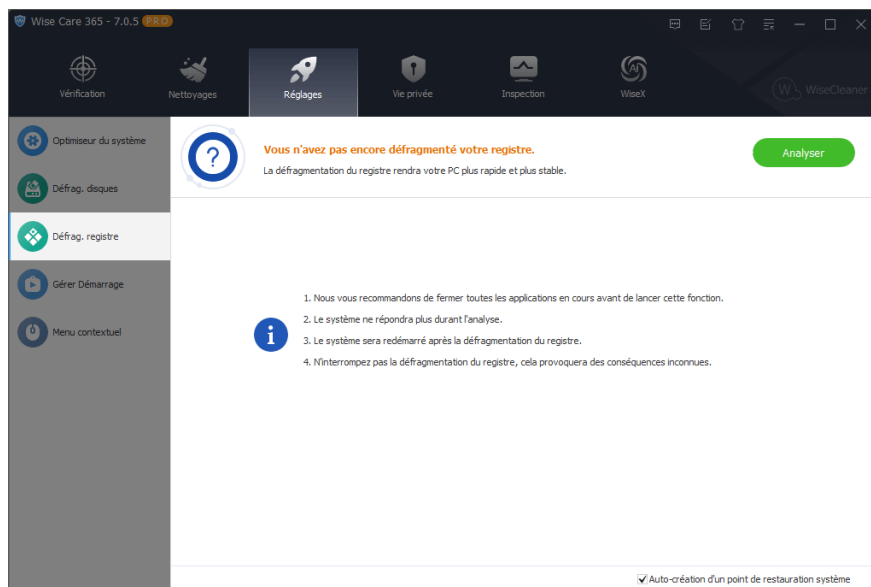 Wise Care 365 - 7.0.5 PRO
Vérification
Nettoyages
Réglages
Vie privée
Inspection
AI
WiseX
W
WiseCleaner
Optimiseur du système
Défrag. disques
Défrag. registre
Gérer Démarrage
Menu contextuel
?
Vous n'avez pas encore défragmenté votre registre.
La défragmentation du registre rendra votre PC plus rapide et plus stable.
Analyser
i
1. Nous vous recommandons de fermer toutes les applications en cours avant de lancer cette fonction.
2. Le système ne répondra plus durant l'analyse.
3. Le système sera redémarré après la défragmentation du registre.
4. N'interrompez pas la défragmentation du registre, cela provoquera des conséquences inconnues.
Auto-création d'un point de restauration système